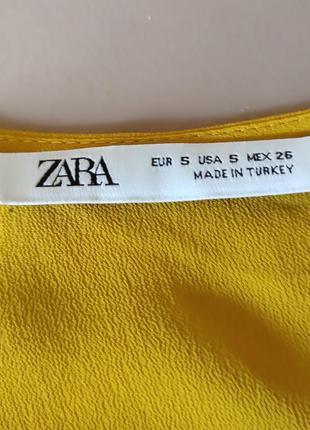 ZARA
EUR S USA S MEX 26
MADE IN TURKEY